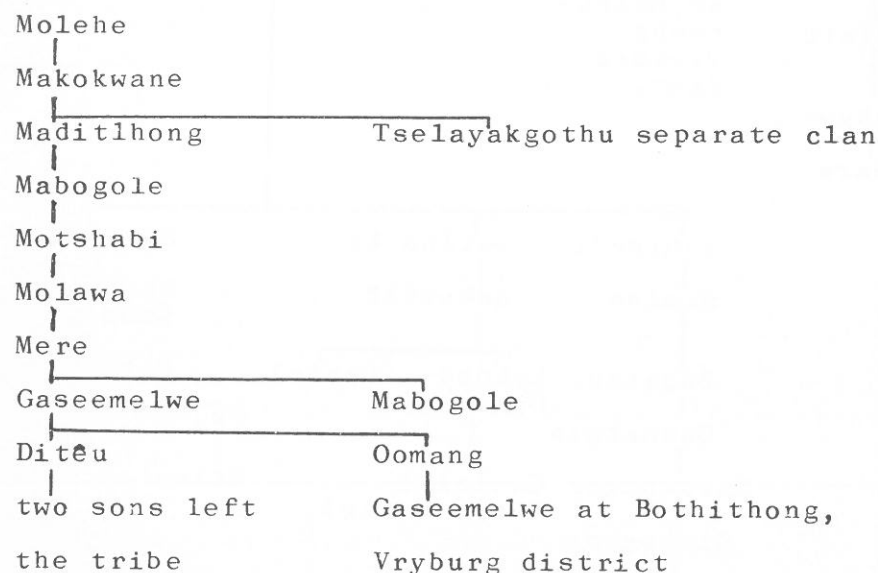 Molehe
Makokwane
Maditlhong Tselayakgothu separate clan
Mabogole
Motshabi
Molawa
Mere
Gaseemelwe Mabogole
Ditêu Oomang
two sons left Gaseemelwe at Bothithong,
the tribe Vryburg district